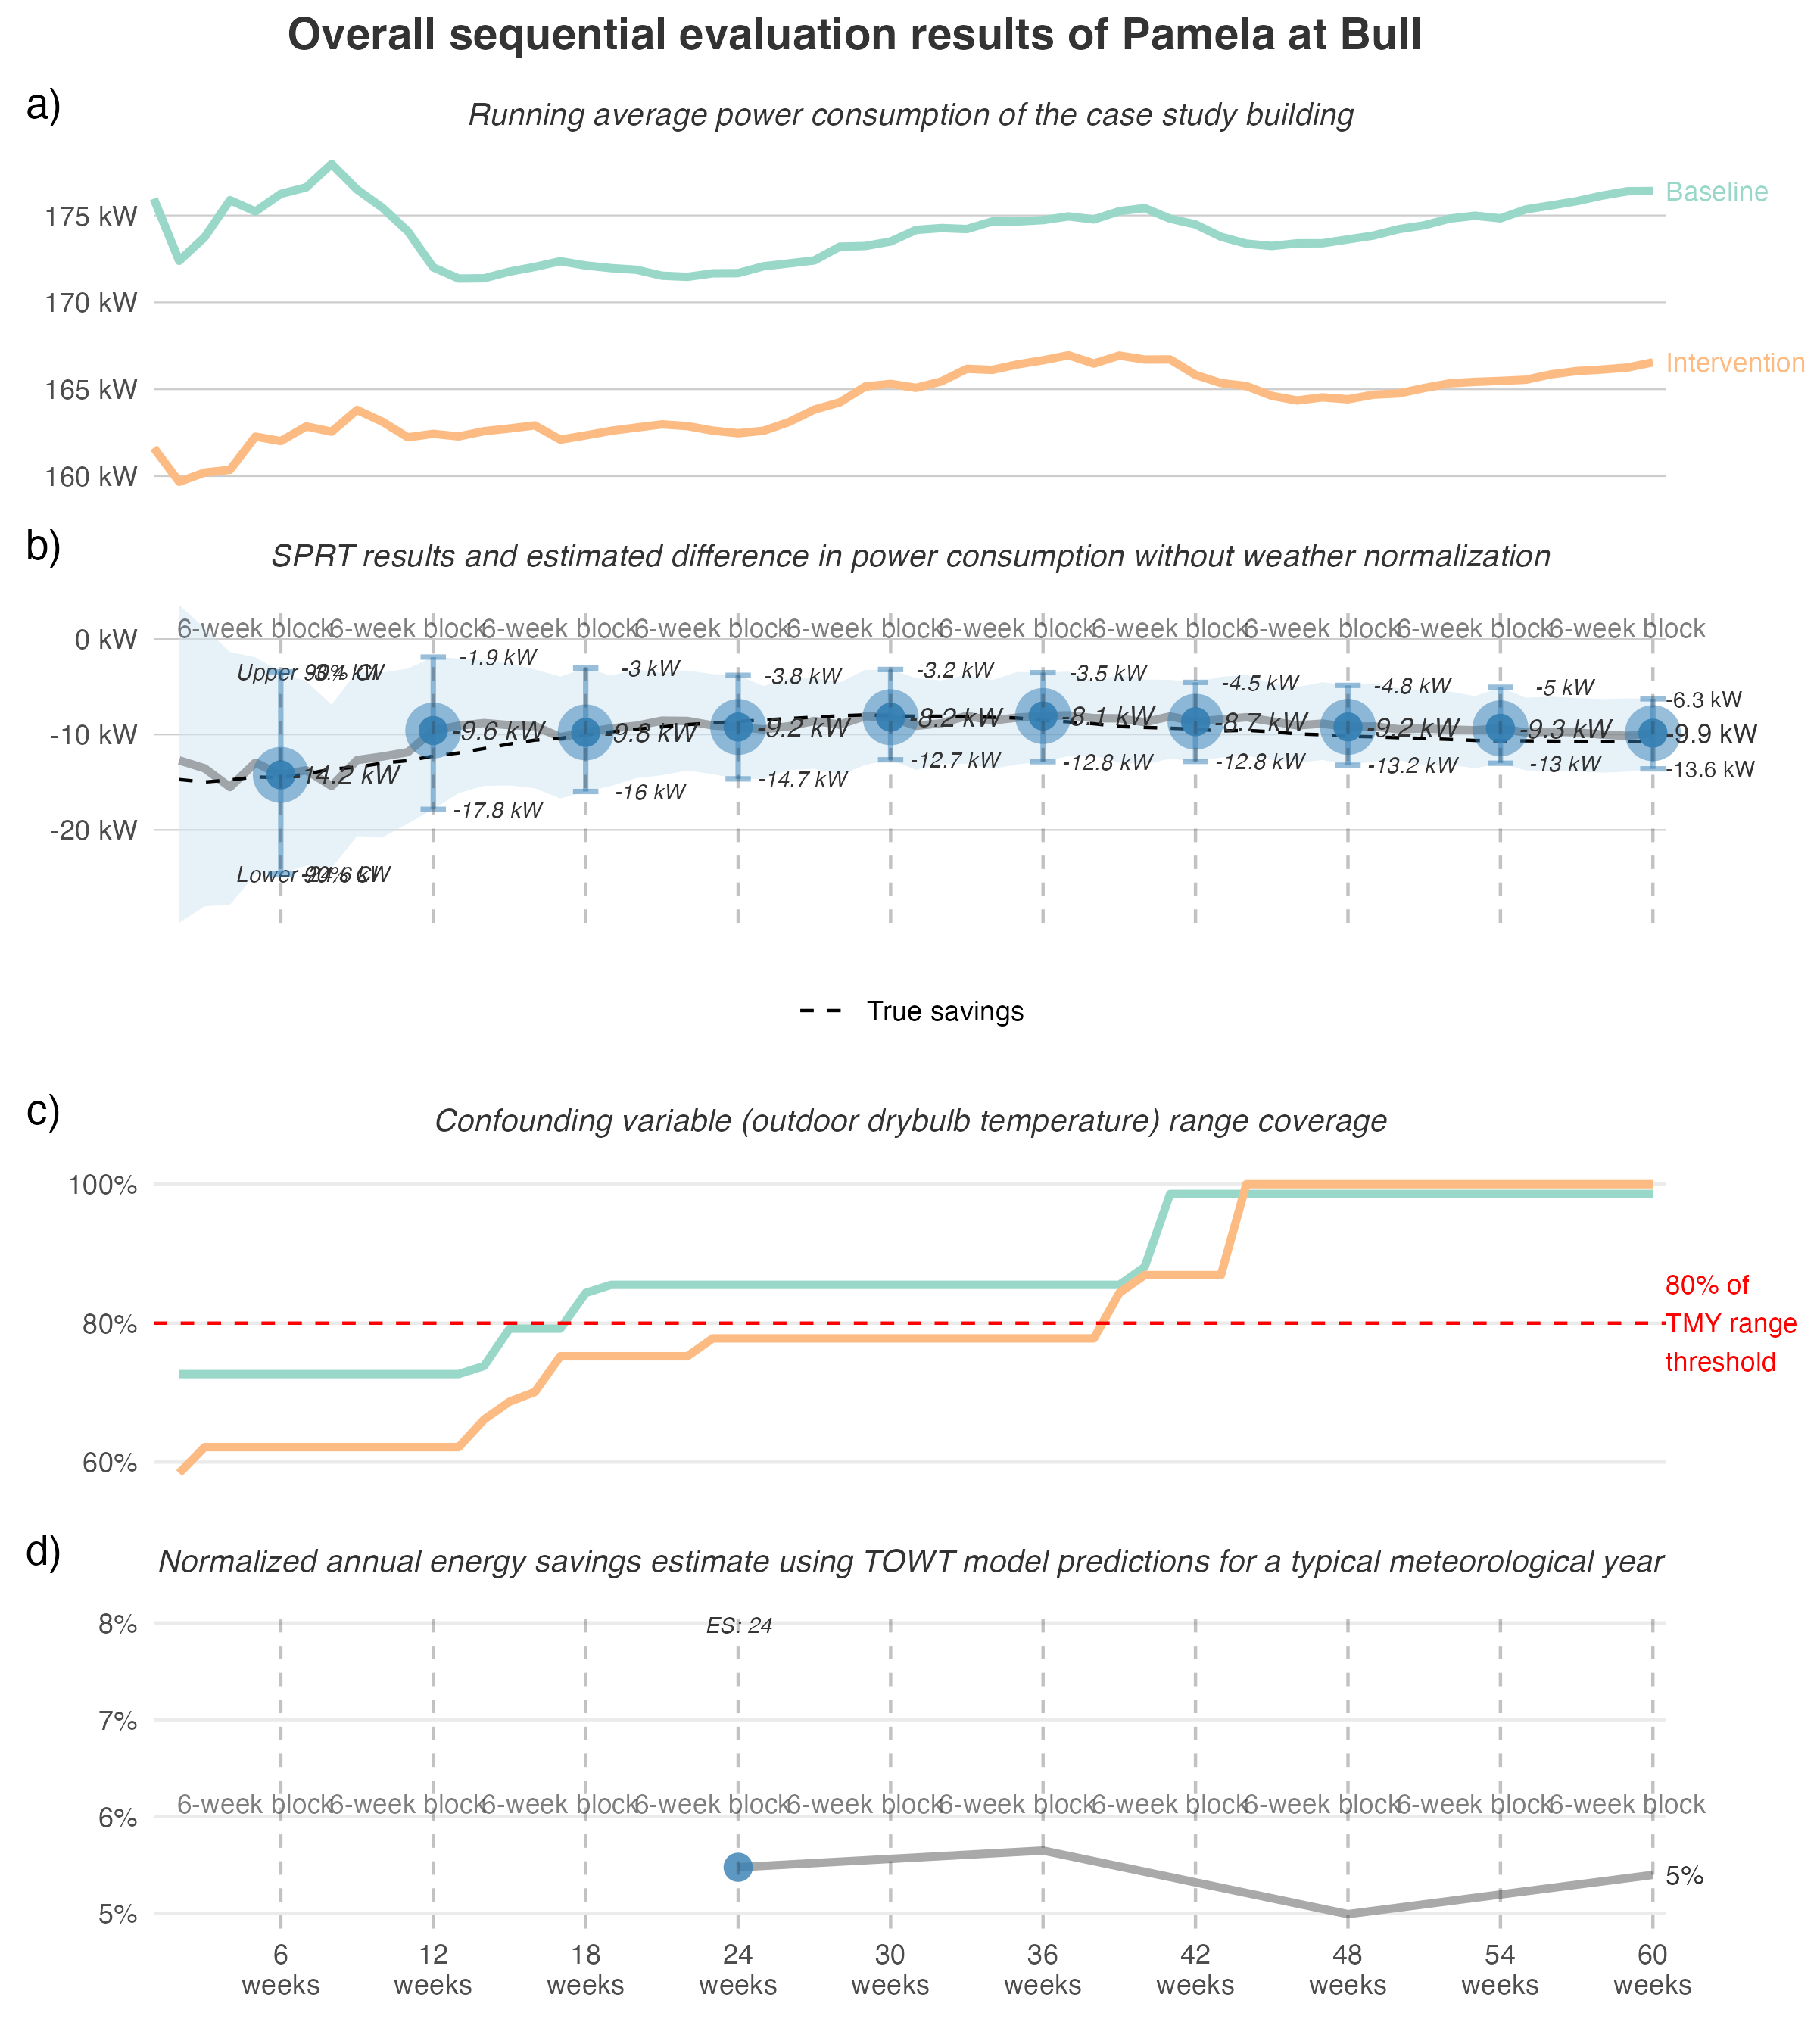 Overall sequential evaluation results of Pamela at Bull
a)
Running average power consumption of the case study building
175 kW
170 kW
165 kW
160 kW
Baseline
Intervention
b)
SPRT results and estimated difference in power consumption without weather normalization
0 kW
-10 kW
-20 kW
6-week block 6-week block 6-week block 6-week block 6-week block 6-week block 6-week block 6-week block 6-week block 6-week block
Upper 90% CI -3.4 kW
-1.9 kW
-3 kW
-3.8 kW
-3.2 kW
-3.5 kW
-4.5 kW
-4.8 kW
-5 kW
-6.3 kW
-14.2 kW
-9.6 kW
-9.8 kW
-9.2 kW
-8.2 kW
-8.1 kW
-8.7 kW
-9.2 kW
-9.3 kW
-9.9 kW
Lower 90% CI -24.6 kW
-17.8 kW
-16 kW
-14.7 kW
-12.7 kW
-12.8 kW
-12.8 kW
-13.2 kW
-13 kW
-13.6 kW
True savings
c)
Confounding variable (outdoor drybulb temperature) range coverage
100%
80%
60%
80% of
TMY range
threshold
d)
Normalized annual energy savings estimate using TOWT model predictions for a typical meteorological year
8%
7%
6%
5%
ES: 24
6-week block 6-week block 6-week block 6-week block 6-week block 6-week block 6-week block 6-week block 6-week block 6-week block
5%
6 12 18 24 30 36 42 48 54 60
weeks weeks weeks weeks weeks weeks weeks weeks weeks weeks